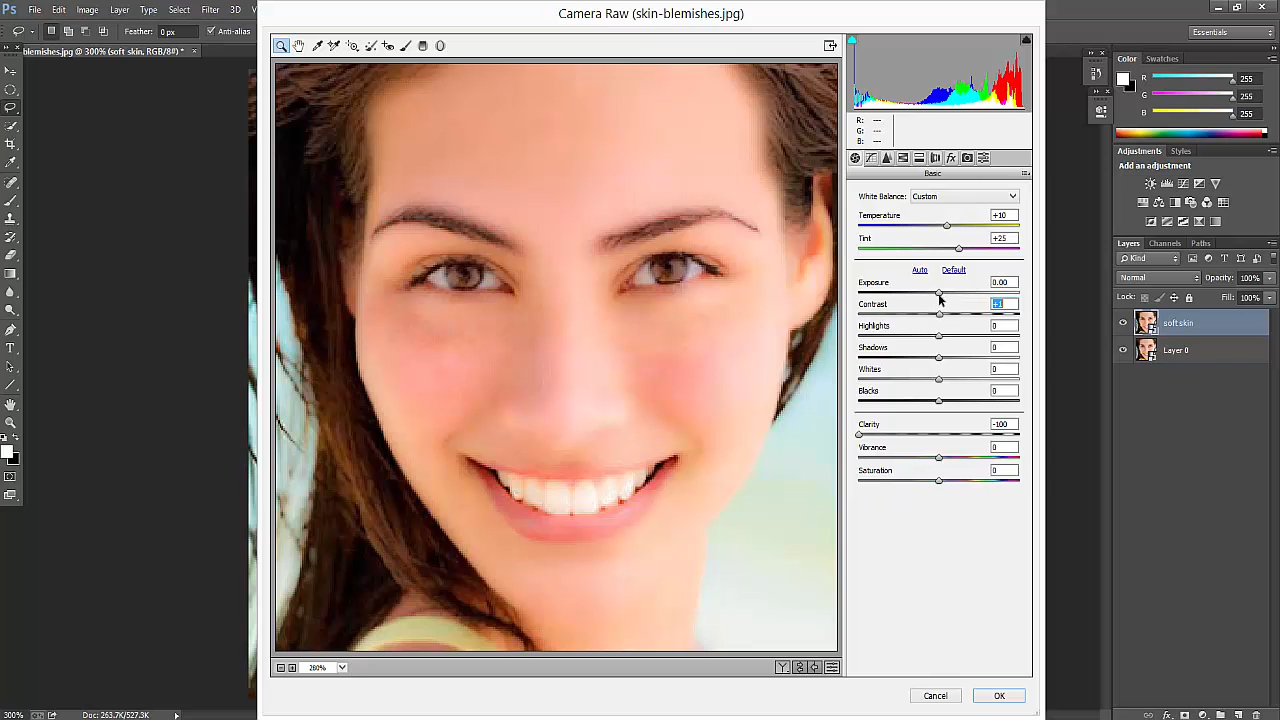 Camera Raw (skin-blemishes.jpg)
Ps File Edit Image Layer Type Select Filter 3D
Feather: 0 px Anti-alias
Essentials
blemishes.jpg @ 300% (soft skin, RGB/8#) * ×
Color Swatches
R 255
G 255
B 255
R: ---
G: ---
B: ---
Adjustments Styles
Add an adjustment
Basic
White Balance: Custom
Temperature +10
Tint +25
Auto Default
Exposure 0.00
Contrast +1
Highlights 0
Shadows 0
Whites 0
Blacks 0
Clarity -100
Vibrance 0
Saturation 0
Layers Channels Paths
Kind
Normal Opacity: 100%
Lock: Fill: 100%
soft skin
Layer 0
280%
Cancel OK
300% Doc: 263.7K/527.3K